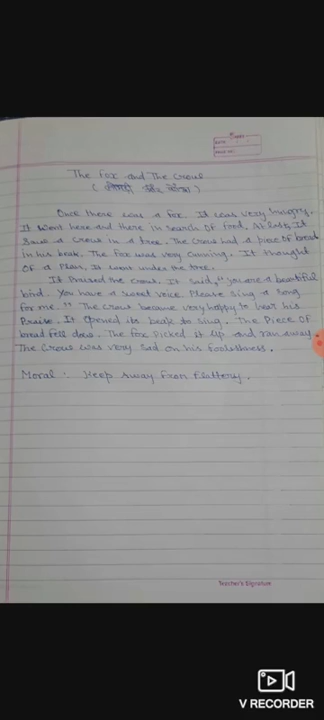 The Fox and The Crow
(लोमड़ी और कौआ)
Once there was a fox. It was very hungry.
It went here and there in search of food. At last, It
Saw a Crow in a tree. The Crow had a piece of bread
in his beak. The Fox was very cunning. It thought
Of a Plan. It went under the tree.
It Praised the crow. It said, "you are a beautiful
bird. You have a sweet voice. Please sing a song
for me." The crow became very happy to hear his
Praise. It opened its beak to sing. The Piece of
bread fell down. The fox picked it up and ran away
The Crow was very sad on his foolishness.
Moral : Keep Away From Flattery.
Teacher's Signature
V RECORDER